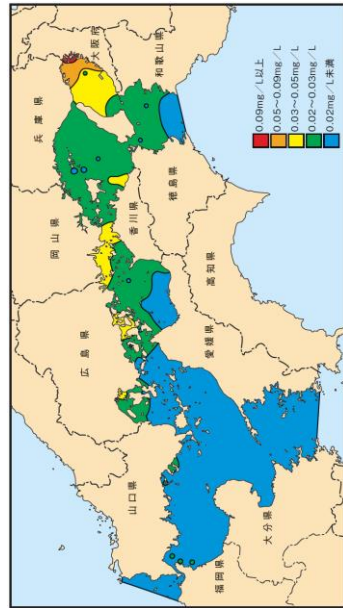 兵庫県
大阪府
和歌山県
岡山県
香川県
徳島県
広島県
高知県
愛媛県
山口県
大分県
福岡県
0.09mg／L以上
0.05～0.09mg／L
0.03～0.05mg／L
0.02～0.03mg／L
0.02mg／L未満